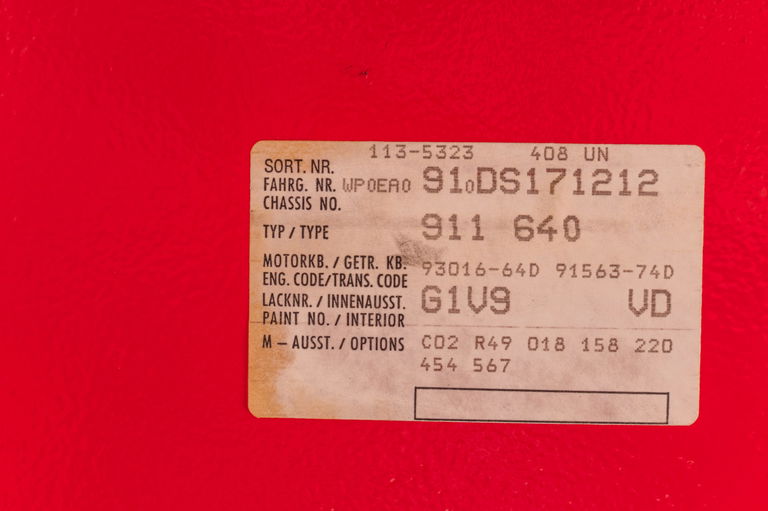 113-5323 408 UN
SORT. NR.
FAHRG. NR. WP0EA0 910DS171212
CHASSIS NO.
TYP / TYPE 911 640
MOTORKB. / GETR. KB. 93016-64D 91563-74D
ENG. CODE/TRANS. CODE
LACKNR. / INNENAUSST. G1V9 VD
PAINT NO. / INTERIOR
M – AUSST. / OPTIONS C02 R49 018 158 220
454 567